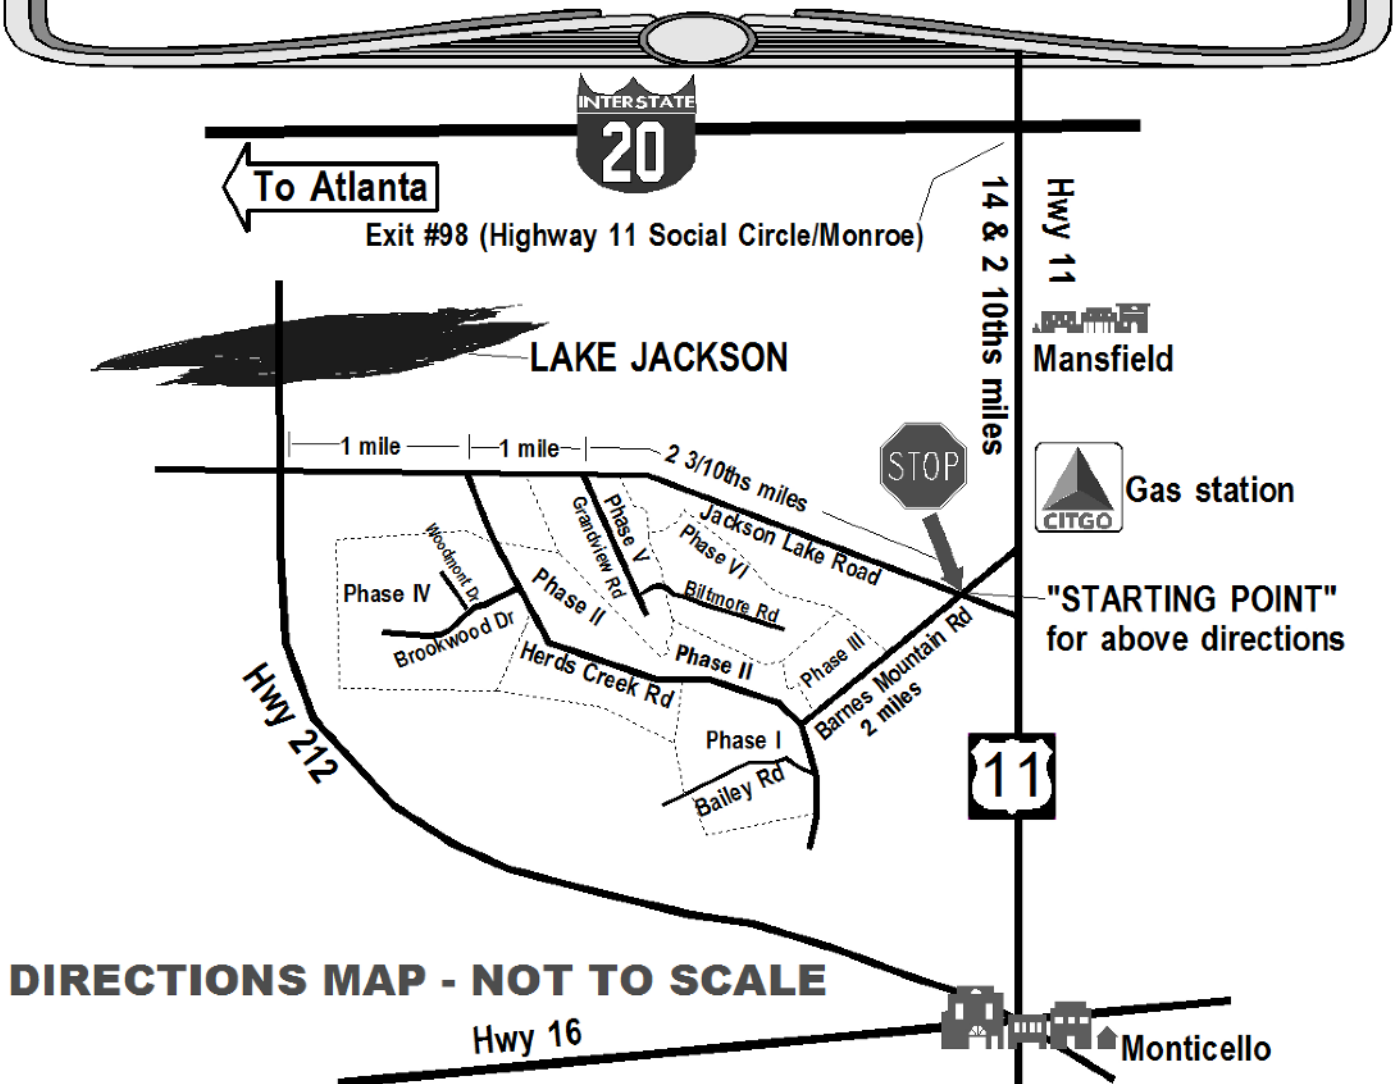 INTERSTATE
20
To Atlanta
Exit #98 (Highway 11 Social Circle/Monroe)
14 & 2 10ths miles
Hwy 11
Mansfield
LAKE JACKSON
1 mile
1 mile
2 3/10ths miles
STOP
CITGO
Gas station
Jackson Lake Road
"STARTING POINT"
for above directions
Woodmont Dr
Phase IV
Brookwood Dr
Phase II
Grandview Rd
Phase V
Phase VI
Biltmore Rd
Phase II
Phase III
Barnes Mountain Rd
2 miles
Herds Creek Rd
Phase I
Bailey Rd
Hwy 212
11
DIRECTIONS MAP - NOT TO SCALE
Hwy 16
Monticello